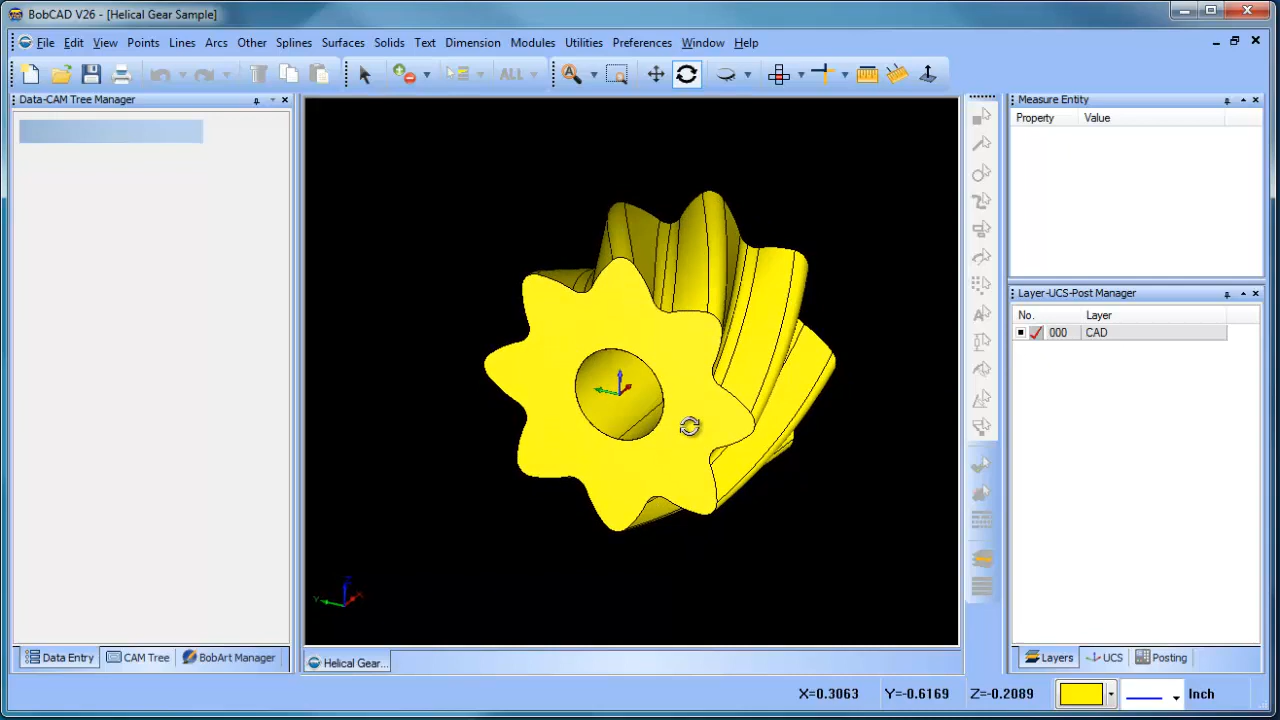 BobCAD V26 - [Helical Gear Sample]
File Edit View Points Lines Arcs Other Splines Surfaces Solids Text Dimension Modules Utilities Preferences Window Help
ALL
Data-CAM Tree Manager
Measure Entity
Property Value
Layer-UCS-Post Manager
No. Layer
000 CAD
Z
Y X
Data Entry CAM Tree BobArt Manager
Helical Gear...
Layers UCS Posting
X=0.3063 Y=-0.6169 Z=-0.2089 Inch